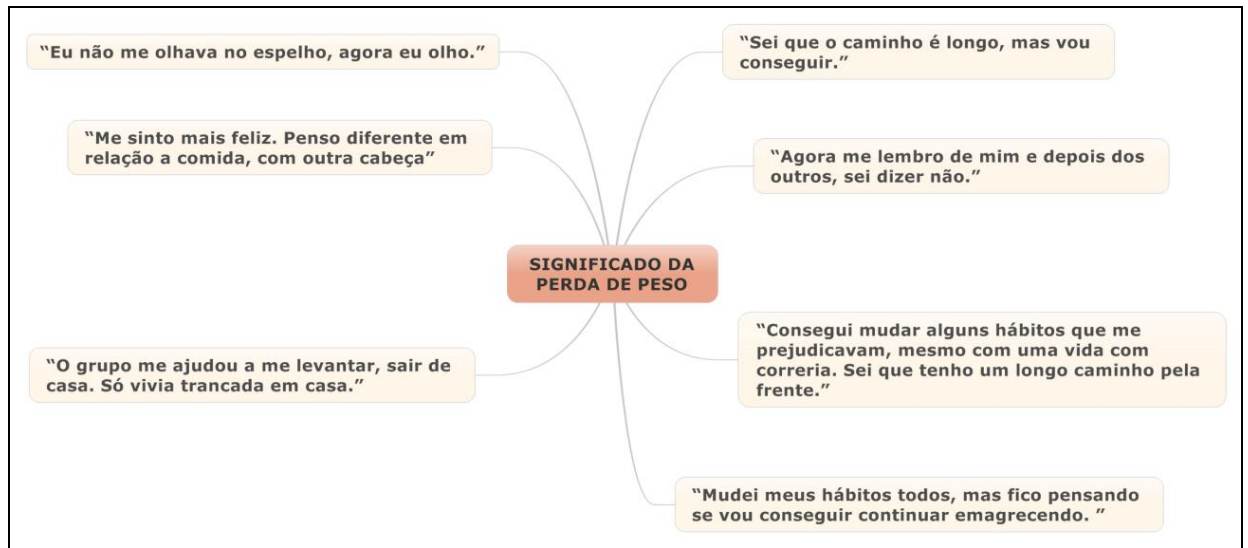 “Eu não me olhava no espelho, agora eu olho.”
“Me sinto mais feliz. Penso diferente em
relação a comida, com outra cabeça”
“O grupo me ajudou a me levantar, sair de
casa. Só vivia trancada em casa.”
SIGNIFICADO DA
PERDA DE PESO
“Sei que o caminho é longo, mas vou
conseguir.”
“Agora me lembro de mim e depois dos
outros, sei dizer não.”
“Consegui mudar alguns hábitos que me
prejudicavam, mesmo com uma vida com
correria. Sei que tenho um longo caminho pela
frente.”
“Mudei meus hábitos todos, mas fico pensando
se vou conseguir continuar emagrecendo. ”